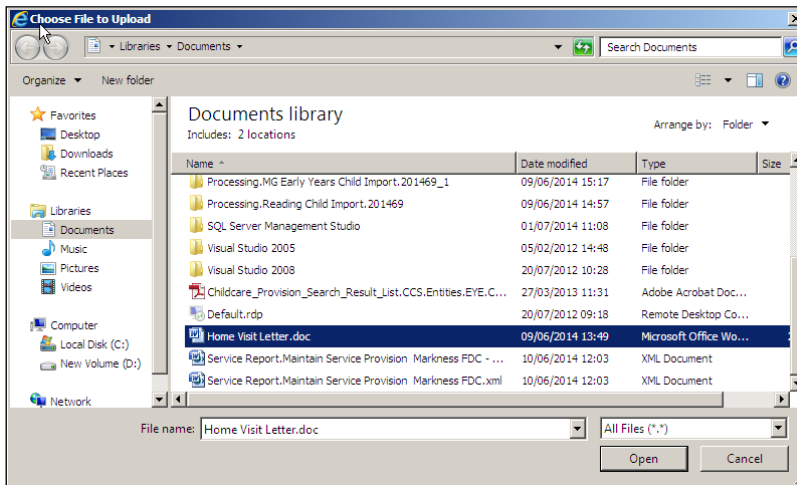 Choose File to Upload
Libraries Documents Search Documents
Organize New folder
Favorites
Desktop
Downloads
Recent Places
Libraries
Documents
Music
Pictures
Videos
Computer
Local Disk (C:)
New Volume (D:)
Network
Documents library
Includes: 2 locations
Arrange by: Folder
Name Date modified Type Size
Processing.MG Early Years Child Import.201469_1 09/06/2014 15:17 File folder
Processing.Reading Child Import.201469 09/06/2014 14:57 File folder
SQL Server Management Studio 01/07/2014 11:08 File folder
Visual Studio 2005 05/02/2012 14:48 File folder
Visual Studio 2008 20/07/2012 10:28 File folder
Childcare_Provision_Search_Result_List.CCS.Entities.EYE.C... 27/03/2013 11:31 Adobe Acrobat Doc...
Default.rdp 20/07/2012 09:18 Remote Desktop Co...
Home Visit Letter.doc 09/06/2014 13:49 Microsoft Office Wo...
Service Report.Maintain Service Provision Markness FDC - ... 10/06/2014 12:03 XML Document
Service Report.Maintain Service Provision Markness FDC.xml 10/06/2014 12:03 XML Document
File name: Home Visit Letter.doc All Files (*.*)
Open Cancel